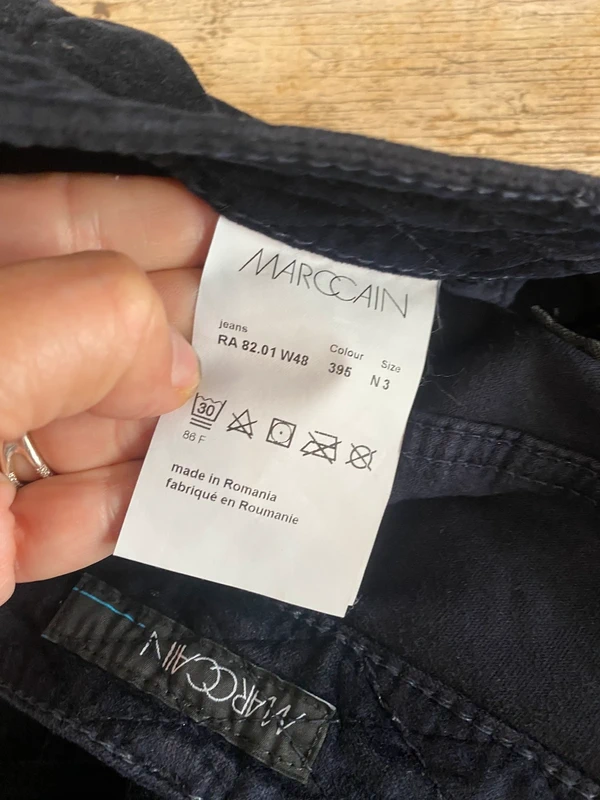 MARCCAIN
jeans Colour Size
RA 82.01 W48 395 N 3
30
86 F
made in Romania
fabriqué en Roumanie
MARCCAIN